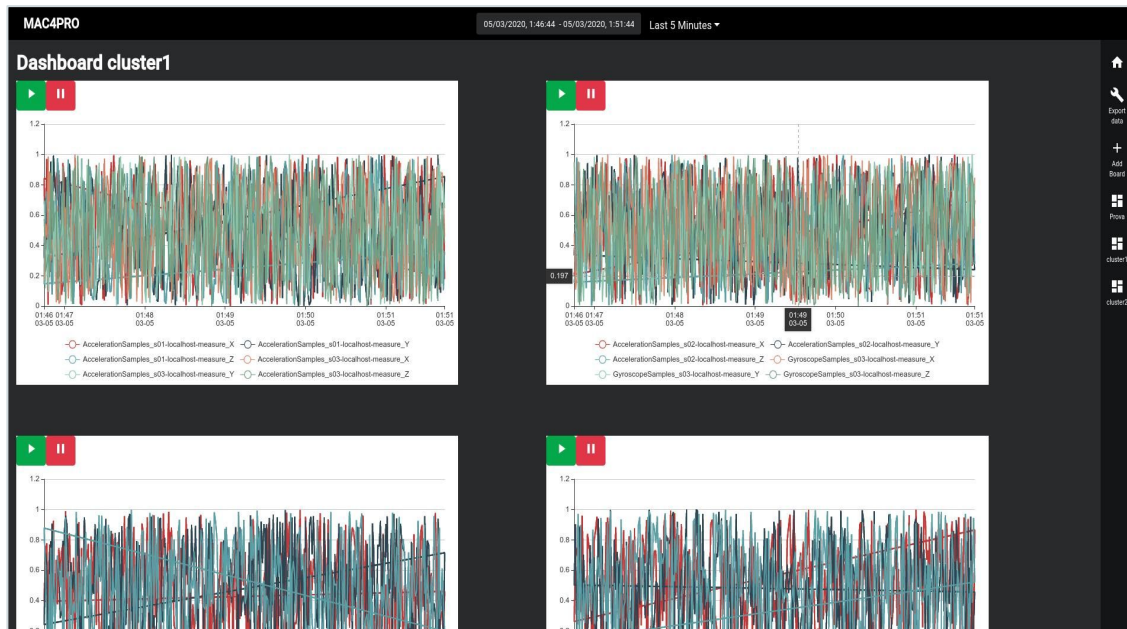 MAC4PRO
05/03/2020, 1:46:44 - 05/03/2020, 1:51:44 Last 5 Minutes
Dashboard cluster1
1.2
1
0.8
0.6
0.4
0.2
0
01:46 01:47 01:48 01:49 01:50 01:51 01:51
03-05 03-05 03-05 03-05 03-05 03-05 03-05
AccelerationSamples_s01-localhost-measure_X AccelerationSamples_s01-localhost-measure_Y
AccelerationSamples_s01-localhost-measure_Z AccelerationSamples_s03-localhost-measure_X
AccelerationSamples_s03-localhost-measure_Y AccelerationSamples_s03-localhost-measure_Z
1.2
1
0.8
0.6
0.4
0.197
0
01:46 01:47 01:48 01:49 01:49 01:50 01:51 01:51
03-05 03-05 03-05 03-05 03-05 03-05 03-05 03-05
AccelerationSamples_s02-localhost-measure_X AccelerationSamples_s02-localhost-measure_Y
AccelerationSamples_s02-localhost-measure_Z GyroscopeSamples_s03-localhost-measure_X
GyroscopeSamples_s03-localhost-measure_Y GyroscopeSamples_s03-localhost-measure_Z
Export
data
Add
Board
Prova
cluster1
cluster2
1.2
1
0.8
0.6
0.4
1.2
1
0.8
0.6
0.4